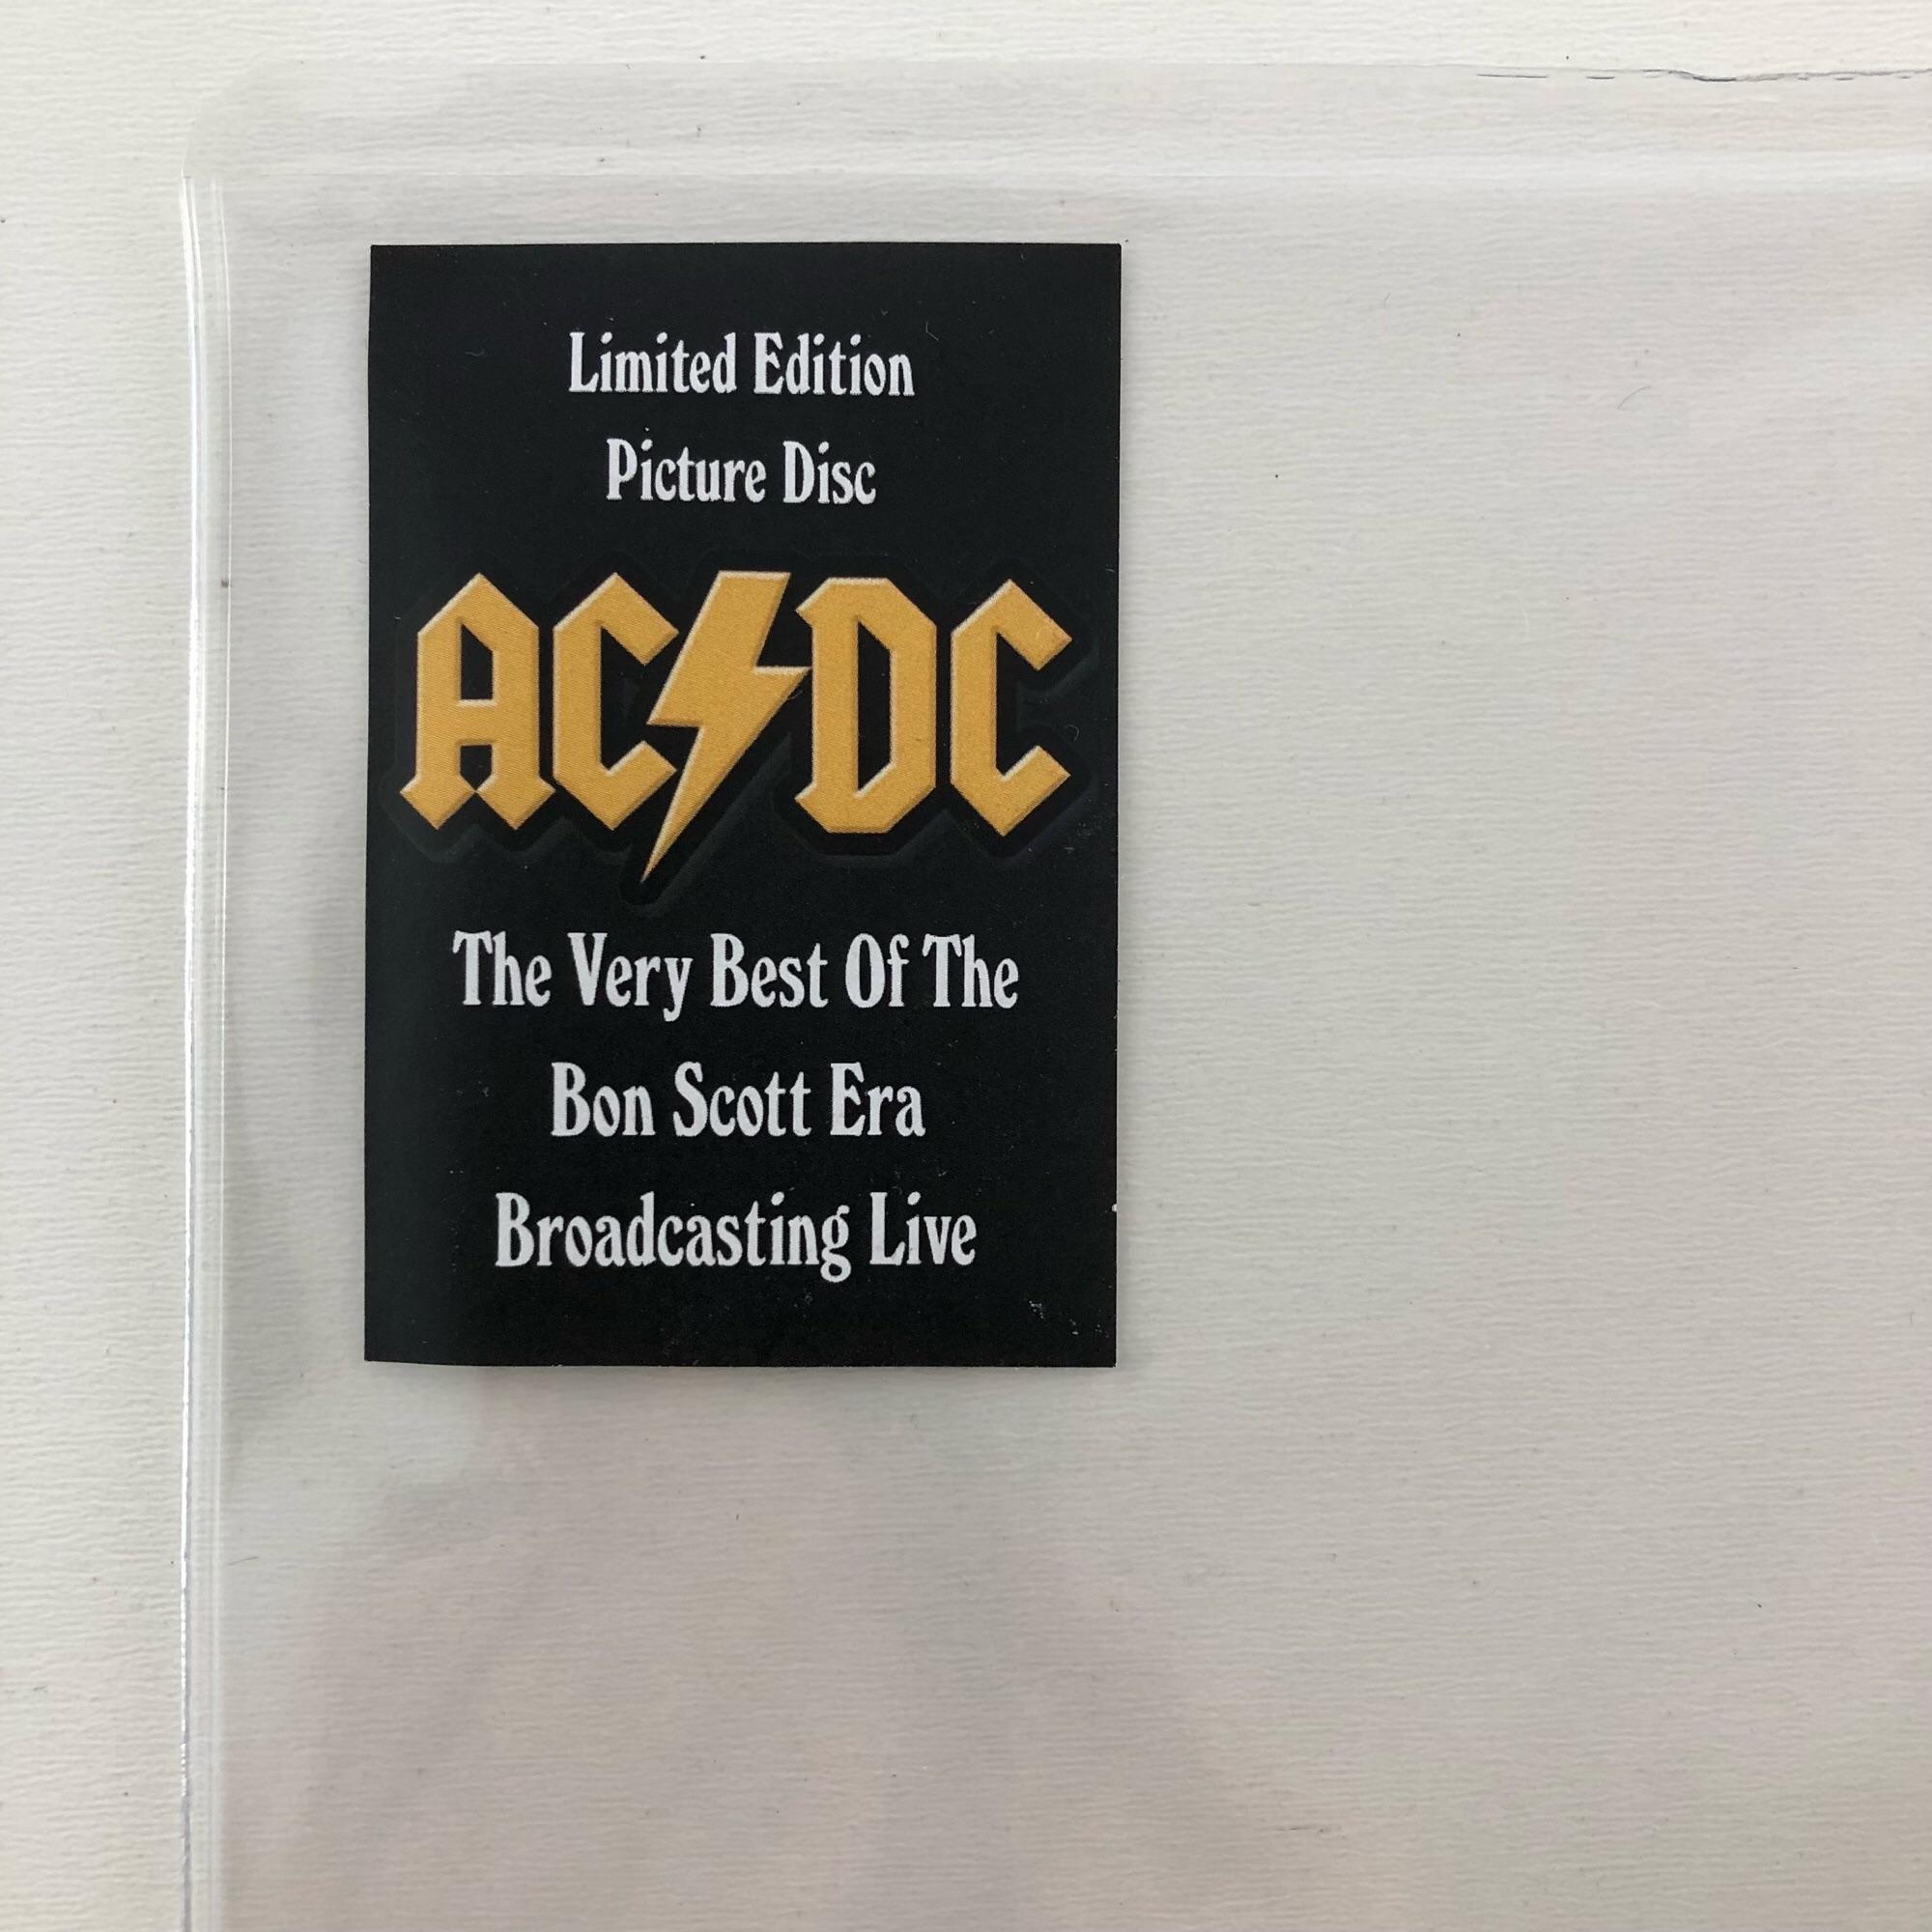 Limited Edition
Picture Disc
AC⚡DC
The Very Best Of The
Bon Scott Era
Broadcasting Live